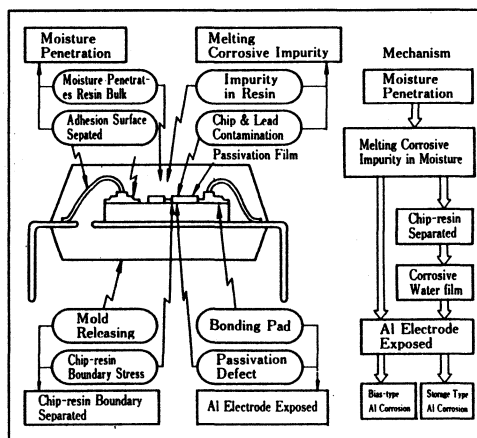 Moisture
Penetration
Melting
Corrosive Impurity
Moisture Penetrat-
es Resin Bulk
Impurity
in Resin
Adhesion Surface
Sepated
Chip & Lead
Contamination
Passivation Film
Mold
Releasing
Bonding Pad
Chip-resin
Boundary Stress
Passivation
Defect
Chip-resin Boundary
Separated
Al Electrode Exposed
Mechanism
Moisture
Penetration
Melting Corrosive
Impurity in Moisture
Chip-resin
Separated
Corrosive
Water film
Al Electrode
Exposed
Bias-type
Al Corrosion
Storage Type
Al Corrosion